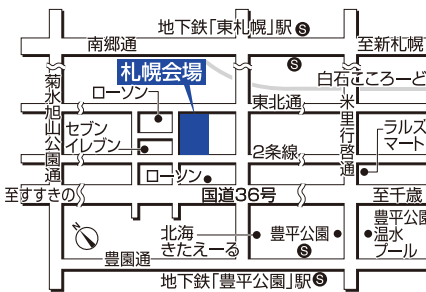 地下鉄「東札幌」駅 S
南郷通
至新札幌
札幌会場
S
白石こころーど
菊水旭山公園通
ローソン
東北通
米里行啓通
セブン
イレブン
ラルズ
マート
2条線
ローソン
至すすきの
国道36号
至千歳
N
北海
きたえーる
豊平公園
豊平公園
温水
プール
S
豊園通
地下鉄「豊平公園」駅 S